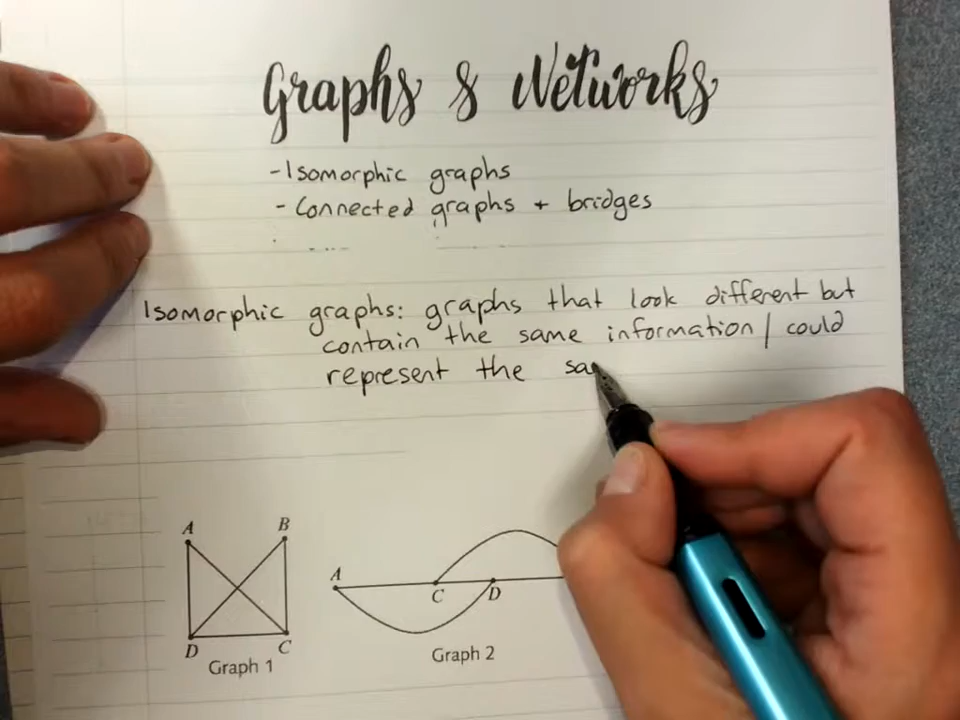 Graphs & Networks
- Isomorphic graphs
- Connected graphs + bridges
Isomorphic graphs: graphs that look different but
contain the same information / could
represent the sa
A B
A
C D
D C
Graph 1
Graph 2